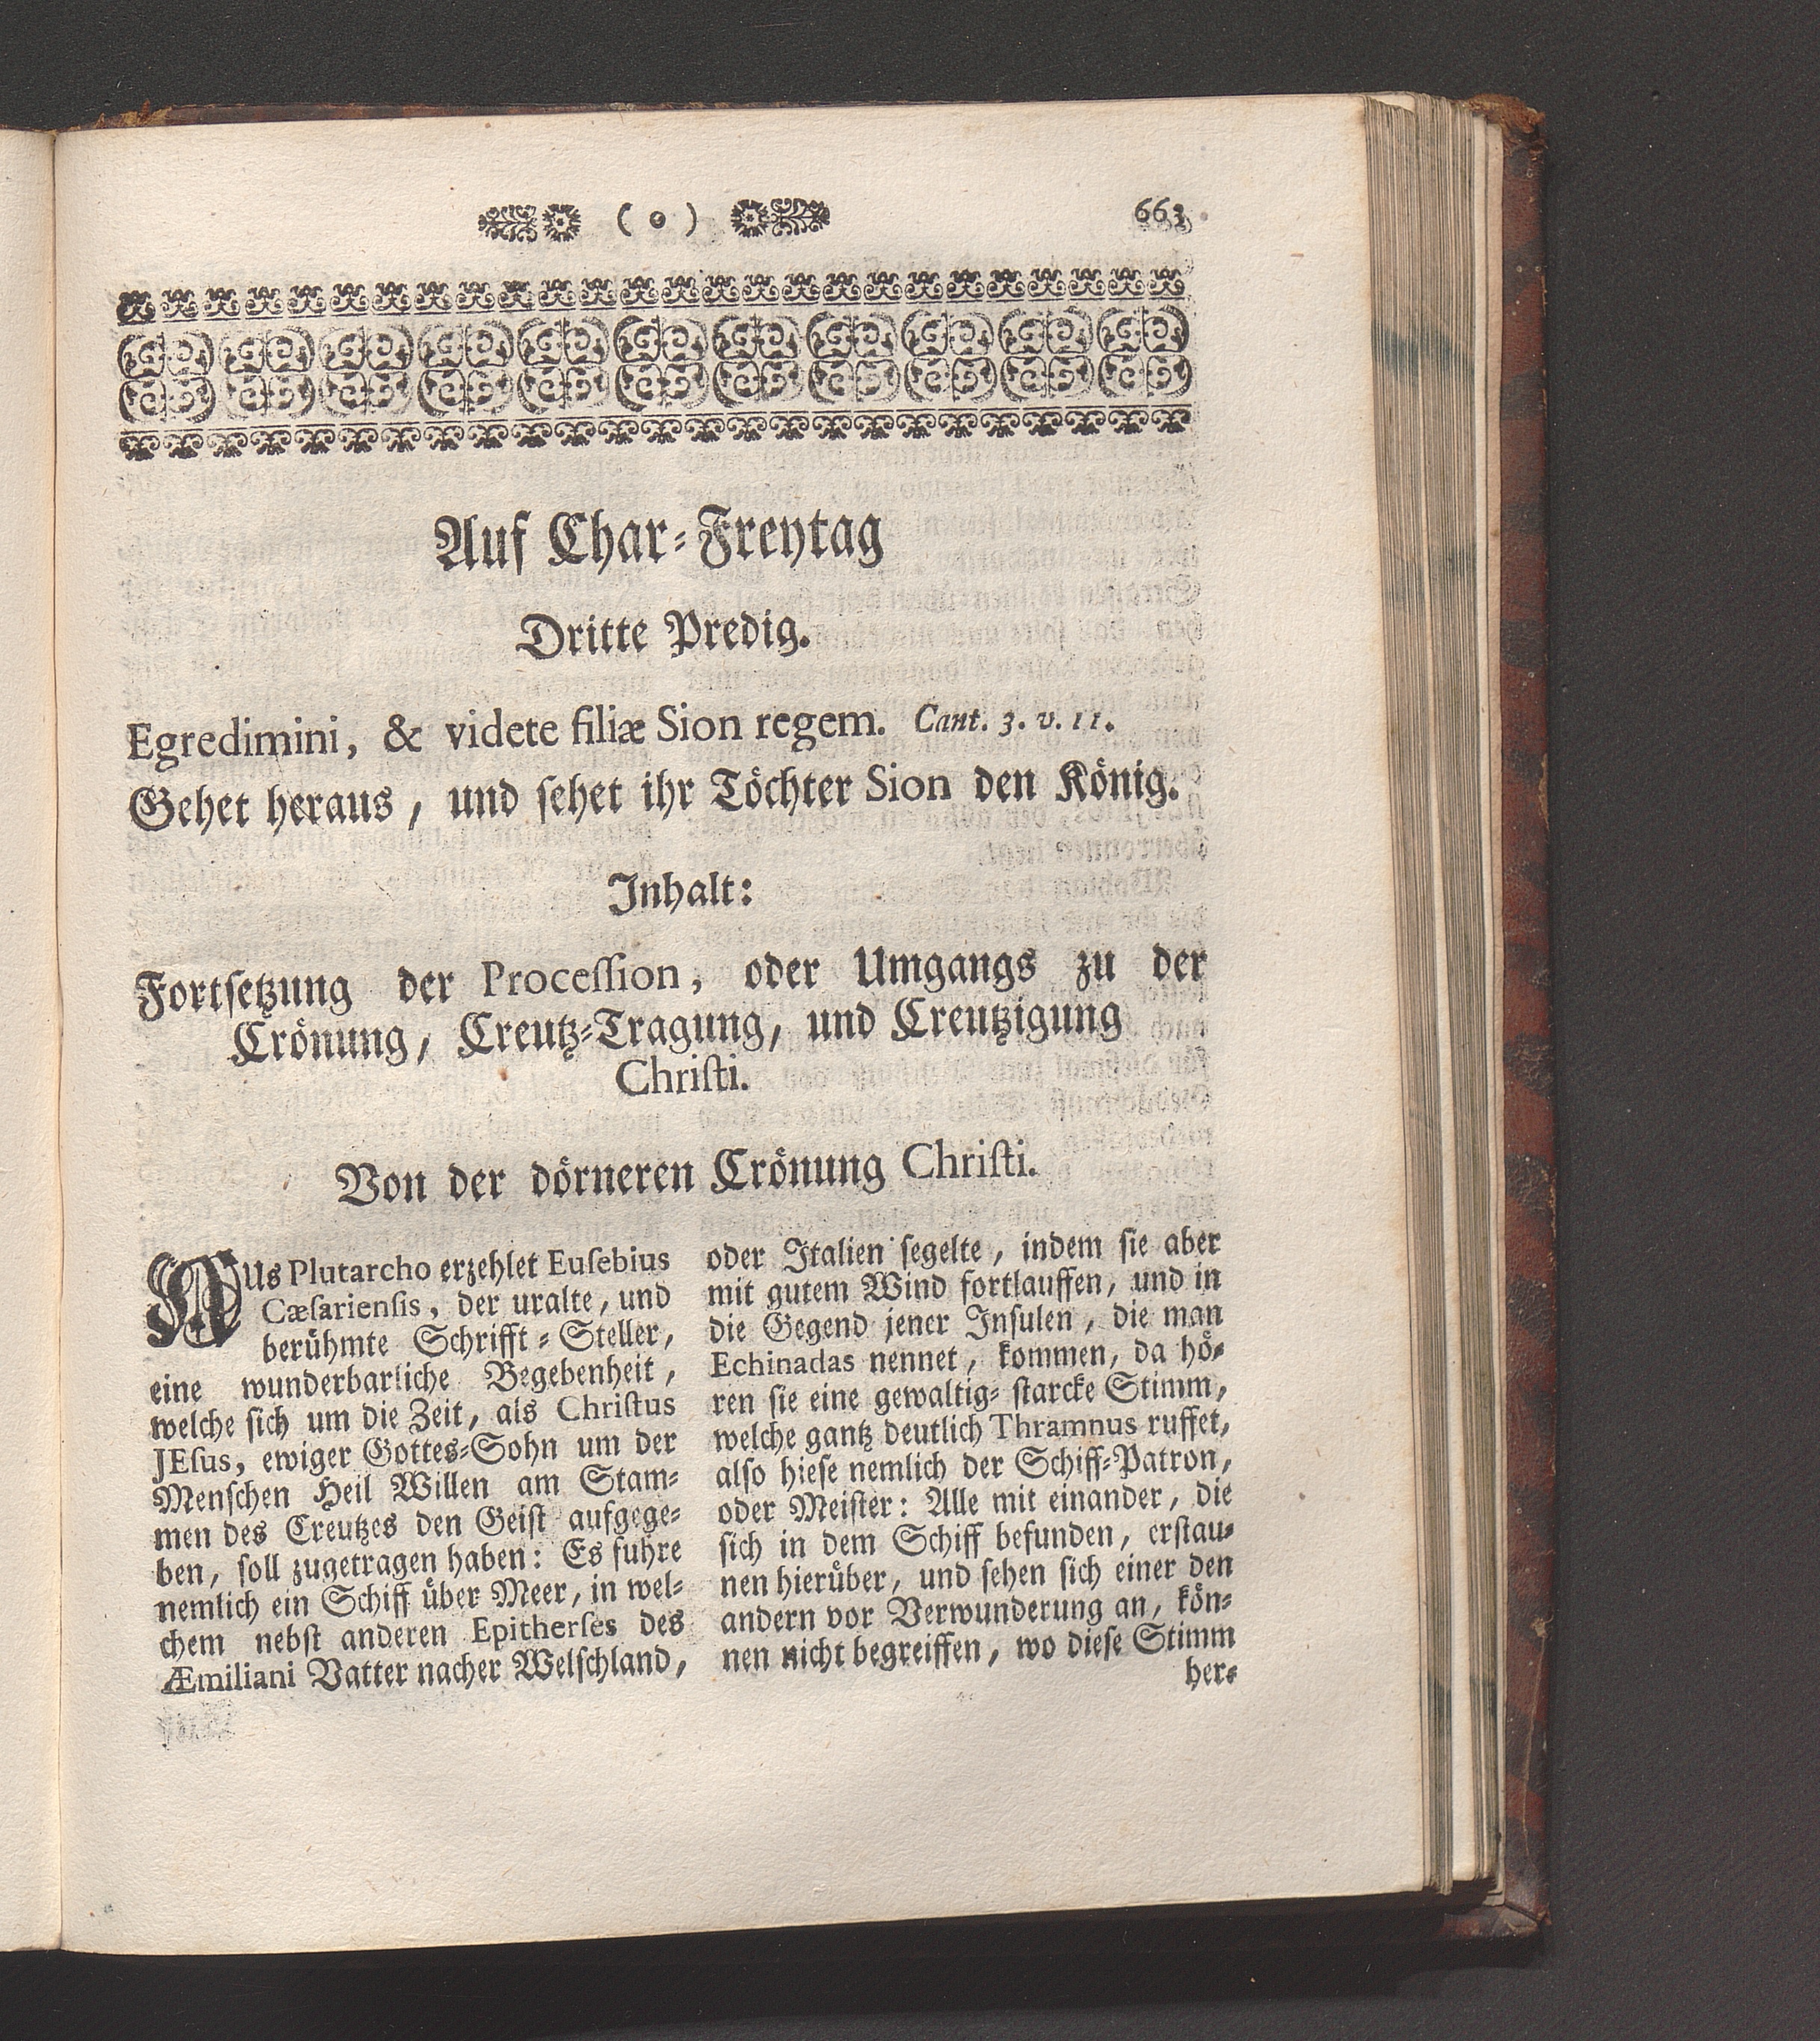 ( o ) 663
Auf Char-Freytag
Dritte Predig.
Egredimini, & videte filiæ Sion regem. Cant. 3. v. 11.
Gehet heraus, und sehet ihr Töchter Sion den König.
Inhalt:
Fortsetzung der Procession, oder Umgangs zu der
Crönung, Creutz-Tragung, und Creutzigung
Christi.
Von der dörneren Crönung Christi.
AUs Plutarcho erzehlet Eusebius
Cæsariensis, der uralte, und
berühmte Schrifft-Steller,
eine wunderbarliche Begebenheit,
welche sich um die Zeit, als Christus
JEsus, ewiger Gottes-Sohn um der
Menschen Heil Willen am Stam-
men des Creutzes den Geist aufgege-
ben, soll zugetragen haben: Es fuhre
nemlich ein Schiff über Meer, in wel-
chem nebst anderen Epitherses des
Æmiliani Vatter nacher Welschland,
oder Italien segelte, indem sie aber
mit gutem Wind fortlauffen, und in
die Gegend jener Insulen, die man
Echinadas nennet, kommen, da hö-
ren sie eine gewaltig-starcke Stimm,
welche gantz deutlich Thramnus ruffet,
also hiese nemlich der Schiff-Patron,
oder Meister: Alle mit einander, die
sich in dem Schiff befunden, erstau-
nen hierüber, und sehen sich einer den
andern vor Verwunderung an, kön-
nen nicht begreiffen, wo diese Stimm
her-